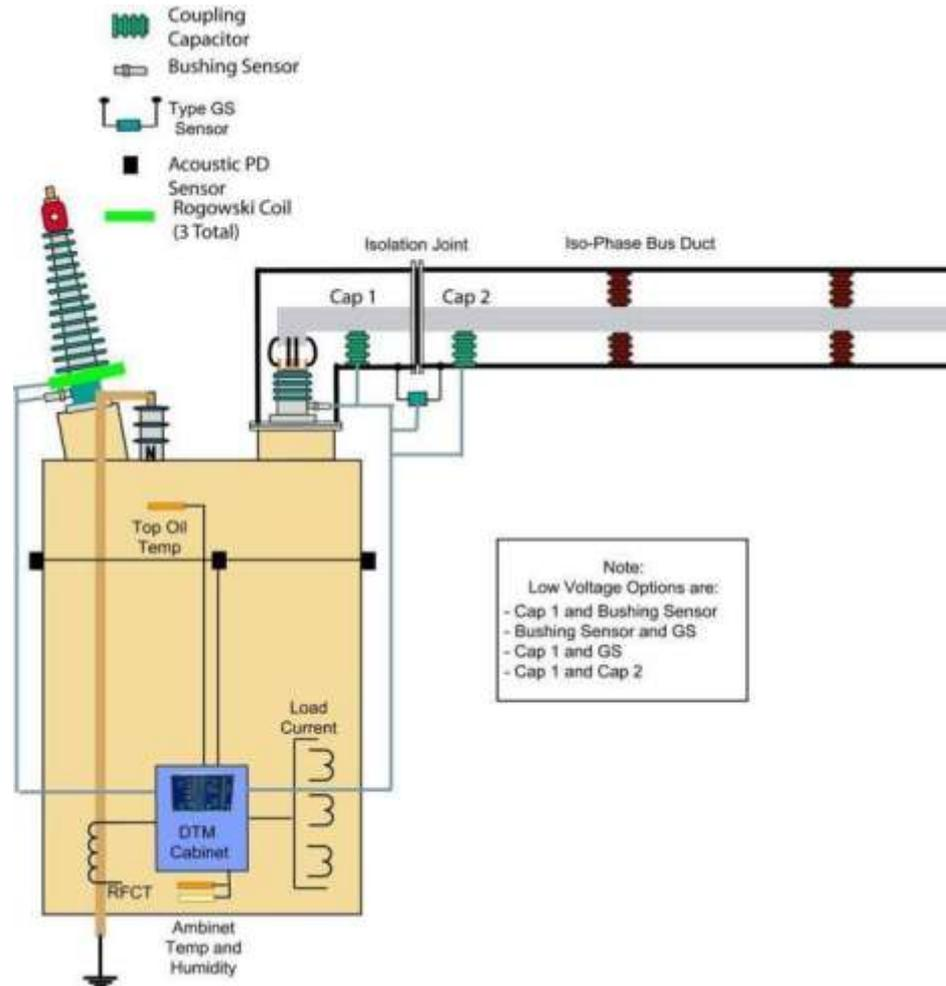 Coupling
Capacitor
Bushing Sensor
Type GS
Sensor
Acoustic PD
Sensor
Rogowski Coil
(3 Total)
Isolation Joint
Iso-Phase Bus Duct
Cap 1
Cap 2
N
Top Oil
Temp
Note:
Low Voltage Options are:
- Cap 1 and Bushing Sensor
- Bushing Sensor and GS
- Cap 1 and GS
- Cap 1 and Cap 2
Load
Current
DTM
Cabinet
RFCT
Ambinet
Temp and
Humidity